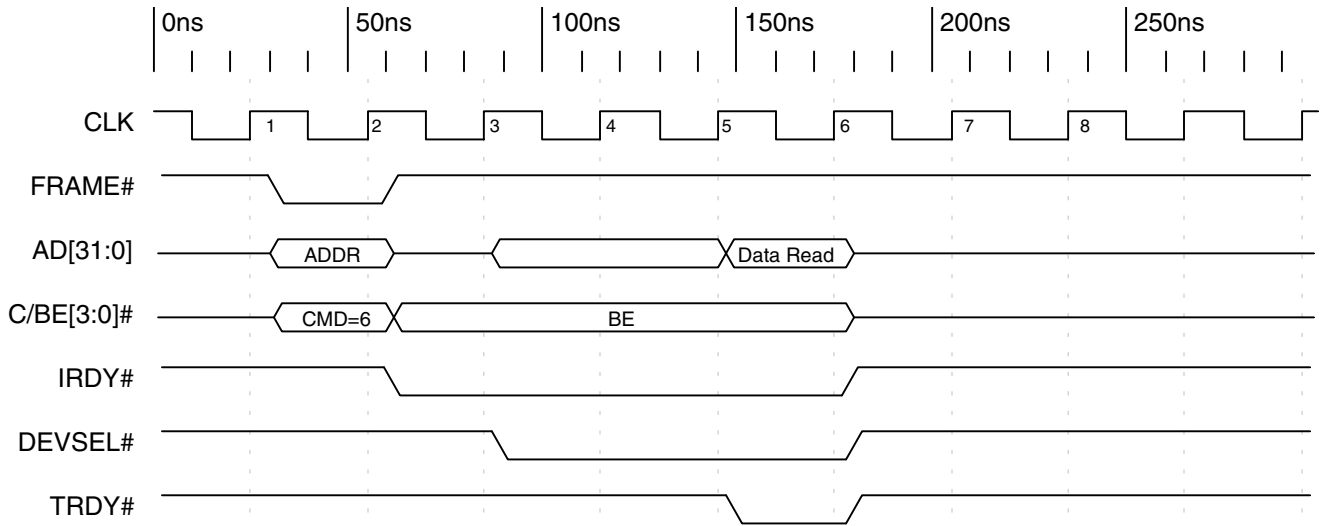 0ns 50ns 100ns 150ns 200ns 250ns
CLK 1 2 3 4 5 6 7 8
FRAME#
AD[31:0] ADDR Data Read
C/BE[3:0]# CMD=6 BE
IRDY#
DEVSEL#
TRDY#